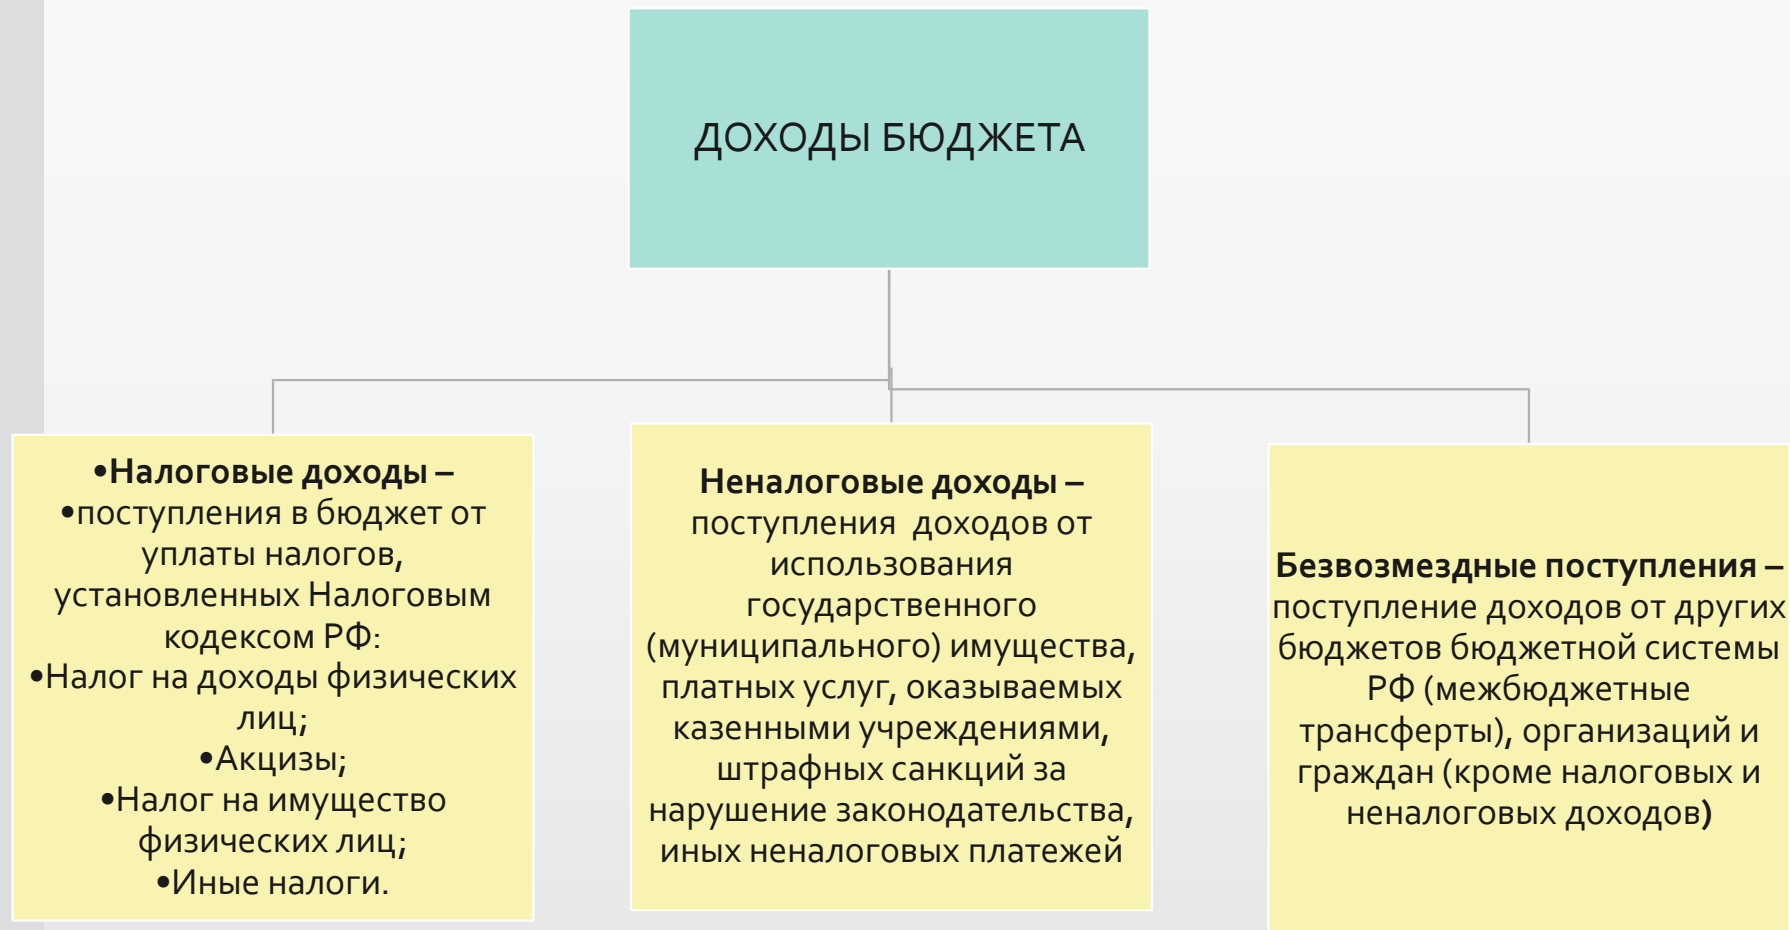 ДОХОДЫ БЮДЖЕТА
•Налоговые доходы –
•поступления в бюджет от
уплаты налогов,
установленных Налоговым
кодексом РФ:
•Налог на доходы физических
лиц;
•Акцизы;
•Налог на имущество
физических лиц;
•Иные налоги.
Неналоговые доходы –
поступления  доходов от
использования
государственного
(муниципального) имущества,
платных услуг, оказываемых
казенными учреждениями,
штрафных санкций за
нарушение законодательства,
иных неналоговых платежей
Безвозмездные поступления –
поступление доходов от других
бюджетов бюджетной системы
РФ (межбюджетные
трансферты), организаций и
граждан (кроме налоговых и
неналоговых доходов)